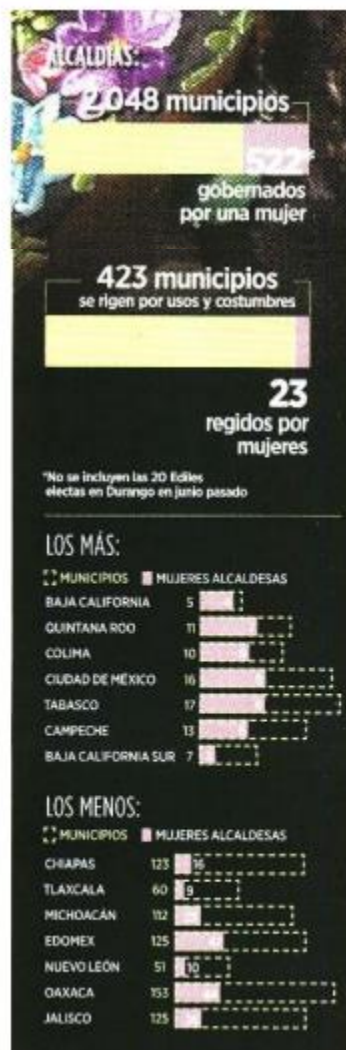 ALCALDÍAS:
2,048 municipios
522*
gobernados
por una mujer
423 municipios
se rigen por usos y costumbres
23
regidos por
mujeres
*No se incluyen las 20 Ediles
electas en Durango en junio pasado
LOS MÁS:
MUNICIPIOS MUJERES ALCALDESAS
BAJA CALIFORNIA 5
QUINTANA ROO 11
COLIMA 10
CIUDAD DE MÉXICO 16
TABASCO 17
CAMPECHE 13
BAJA CALIFORNIA SUR 7
LOS MENOS:
MUNICIPIOS MUJERES ALCALDESAS
CHIAPAS 123 16
TLAXCALA 60 9
MICHOACÁN 112
EDOMEX 125
NUEVO LEÓN 51 10
OAXACA 153
JALISCO 125